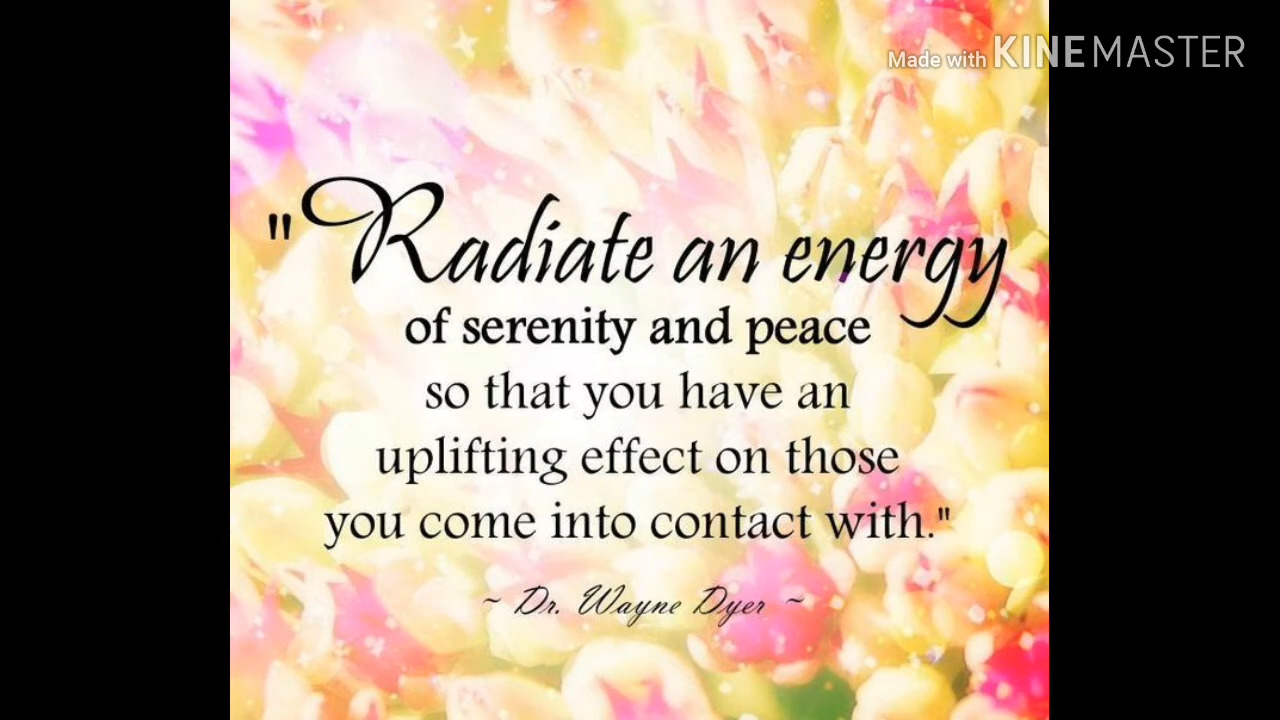 Made with KINEMASTER
"Radiate an energy
of serenity and peace
so that you have an
uplifting effect on those
you come into contact with."
~ Dr. Wayne Dyer ~